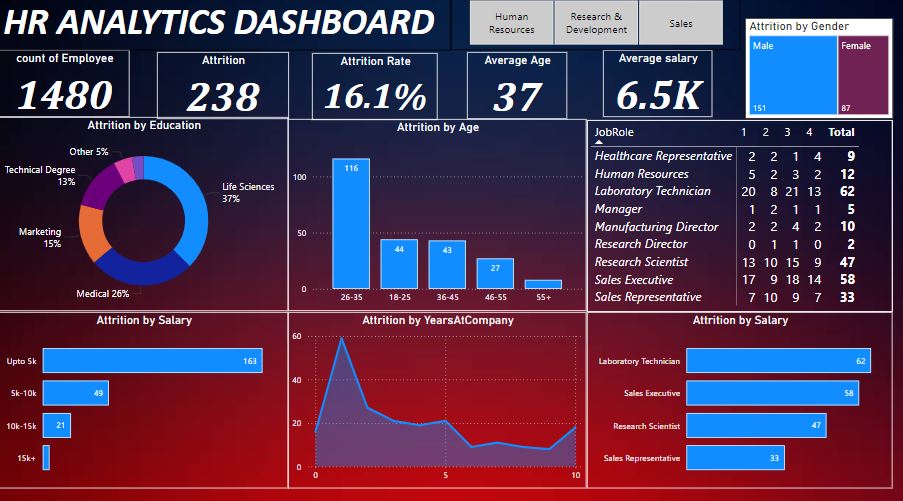 HR ANALYTICS DASHBOARD
Human
Resources
Research &
Development
Sales
count of Employee
1480
Attrition
238
Attrition Rate
16.1%
Average Age
37
Average salary
6.5K
Attrition by Gender
Male
151
Female
87
Attrition by Education
Other 5%
Technical Degree
13%
Marketing
15%
Medical 26%
Life Sciences
37%
Attrition by Age
100
50
0
116
44
43
27
26-35 18-25 36-45 46-55 55+
JobRole 1 2 3 4 Total
Healthcare Representative 2 2 1 4 9
Human Resources 5 2 3 2 12
Laboratory Technician 20 8 21 13 62
Manager 1 2 1 1 5
Manufacturing Director 2 2 4 2 10
Research Director 0 1 1 0 2
Research Scientist 13 10 15 9 47
Sales Executive 17 9 18 14 58
Sales Representative 7 10 9 7 33
Attrition by Salary
Upto 5k 163
5k-10k 49
10k-15k 21
15k+
Attrition by YearsAtCompany
60
40
20
0
0 5 10
Attrition by Salary
Laboratory Technician 62
Sales Executive 58
Research Scientist 47
Sales Representative 33